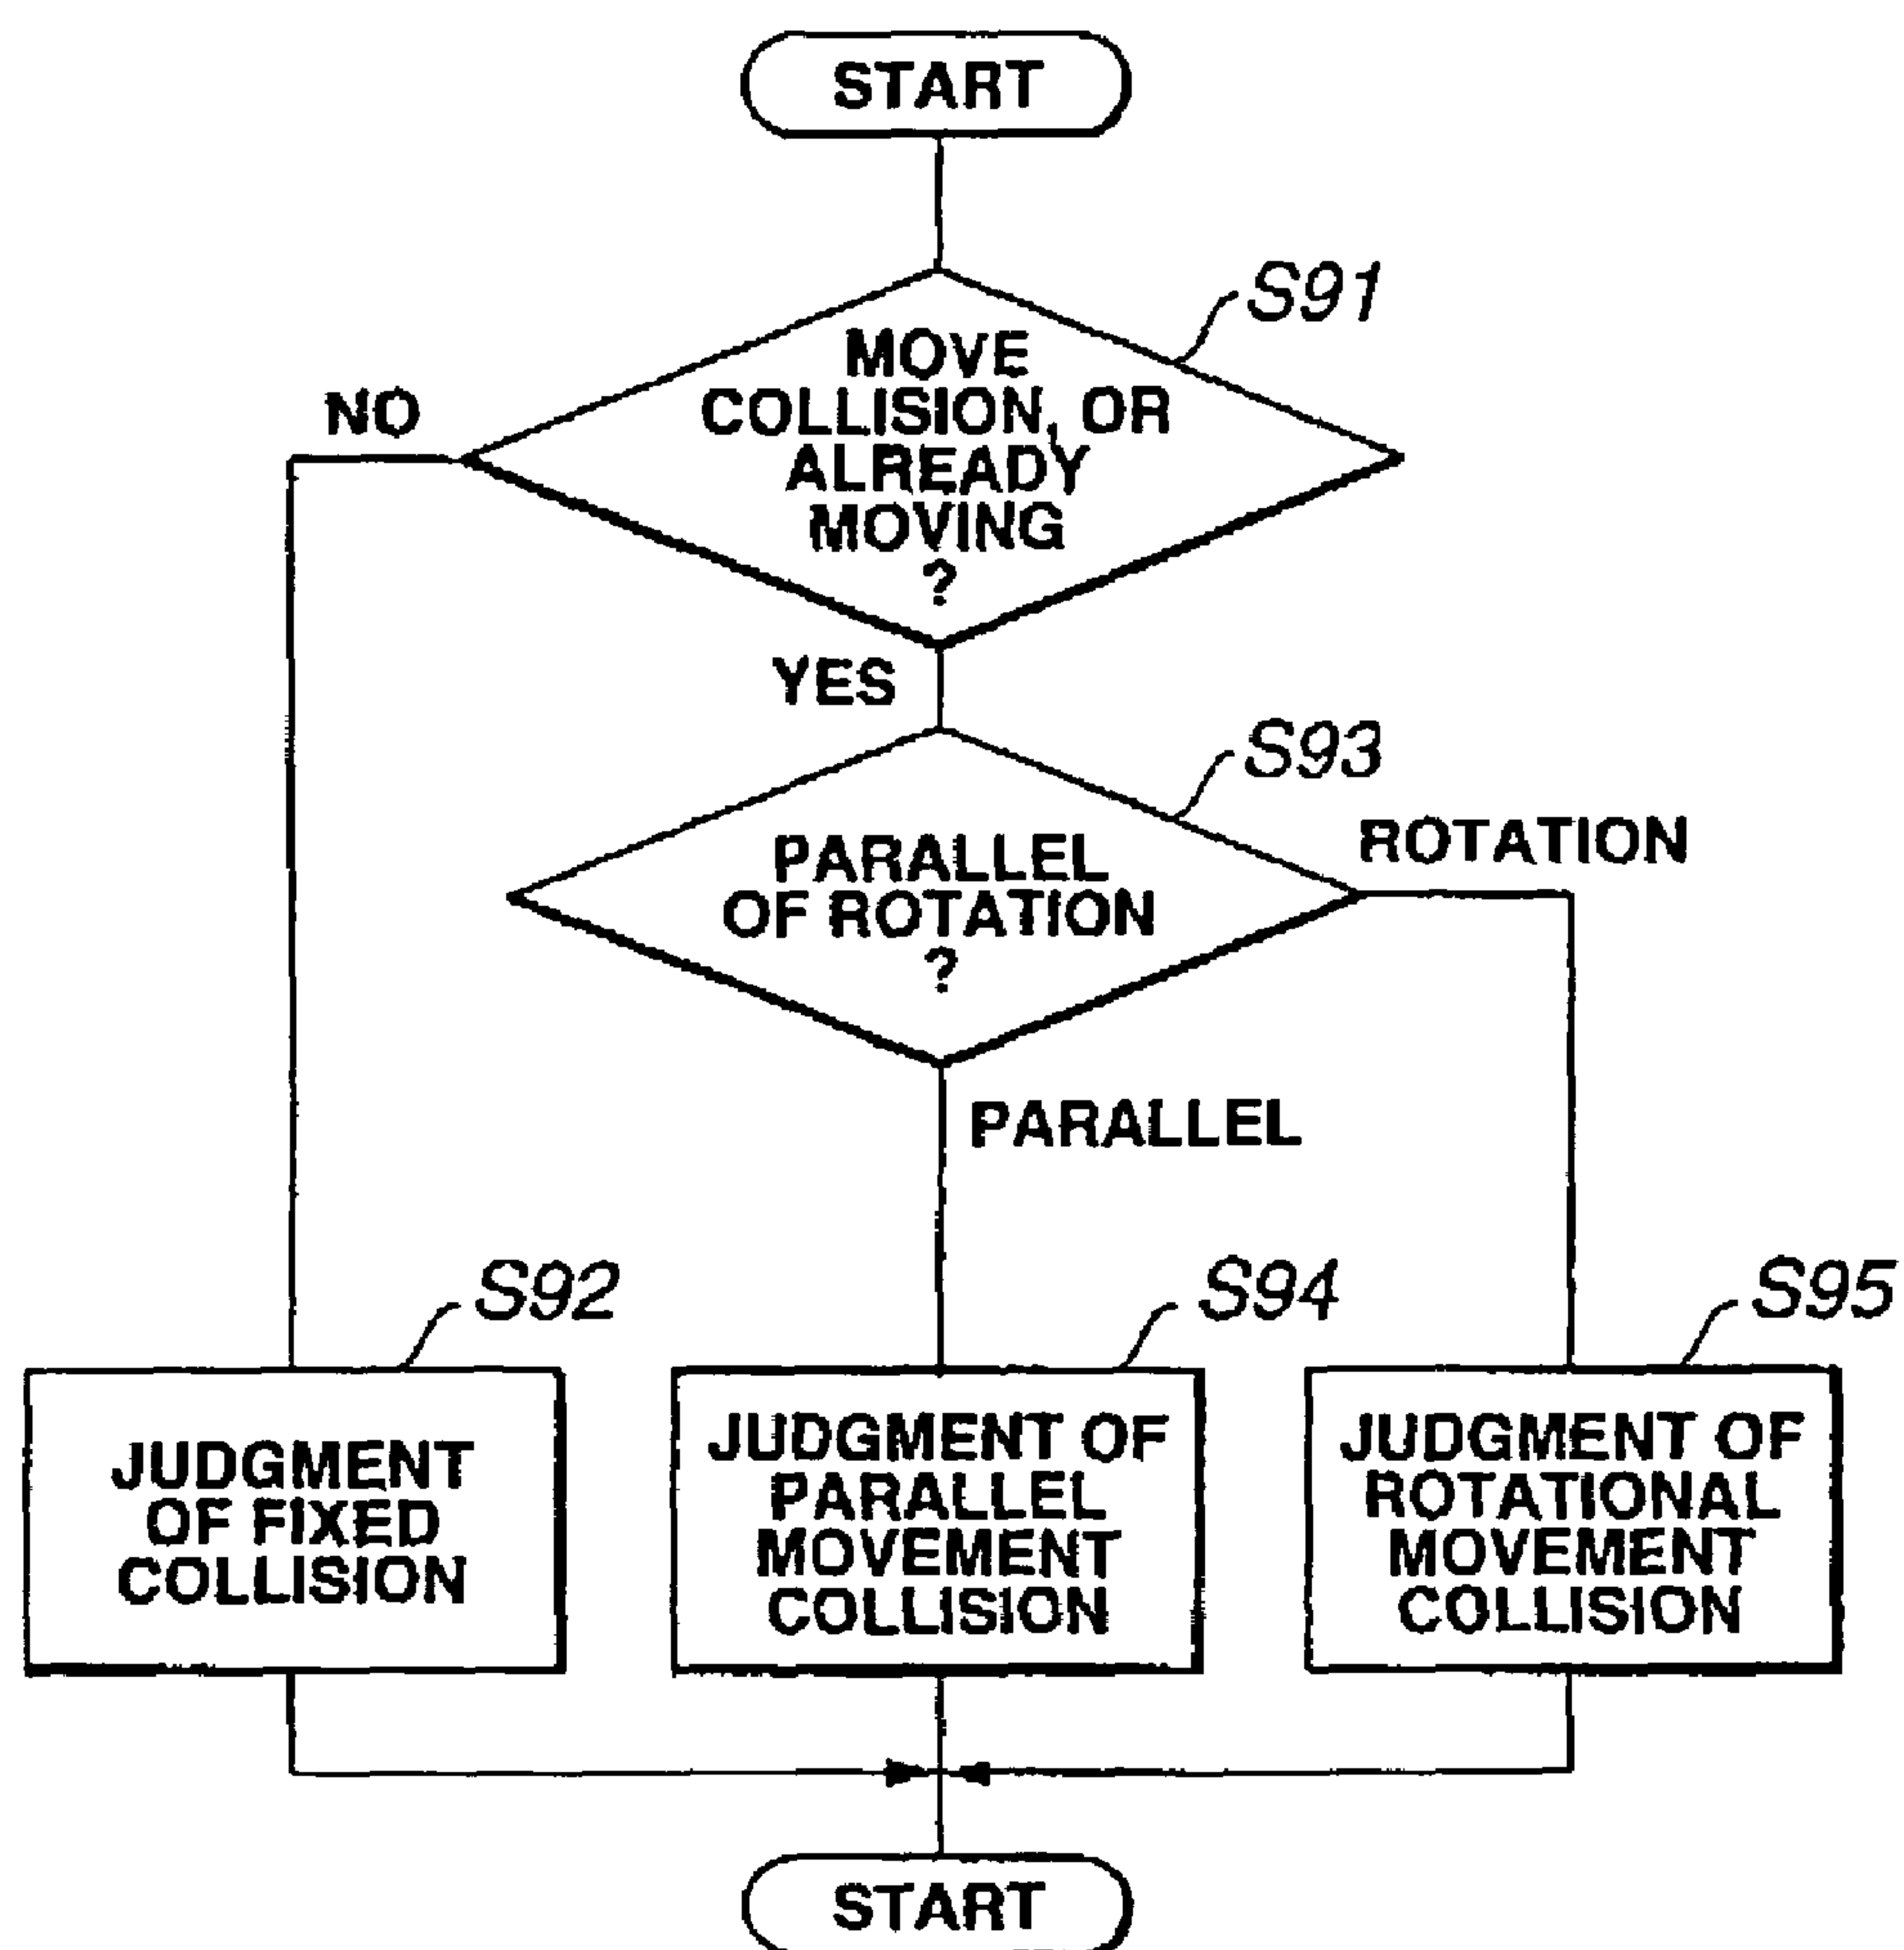 START
S91
MOVE
COLLISION, OR
ALREADY
MOVING
?
NO
YES
S93
PARALLEL
OF ROTATION
?
ROTATION
PARALLEL
S92
JUDGMENT
OF FIXED
COLLISION
S94
JUDGMENT OF
PARALLEL
MOVEMENT
COLLISION
S95
JUDGMENT OF
ROTATIONAL
MOVEMENT
COLLISION
START